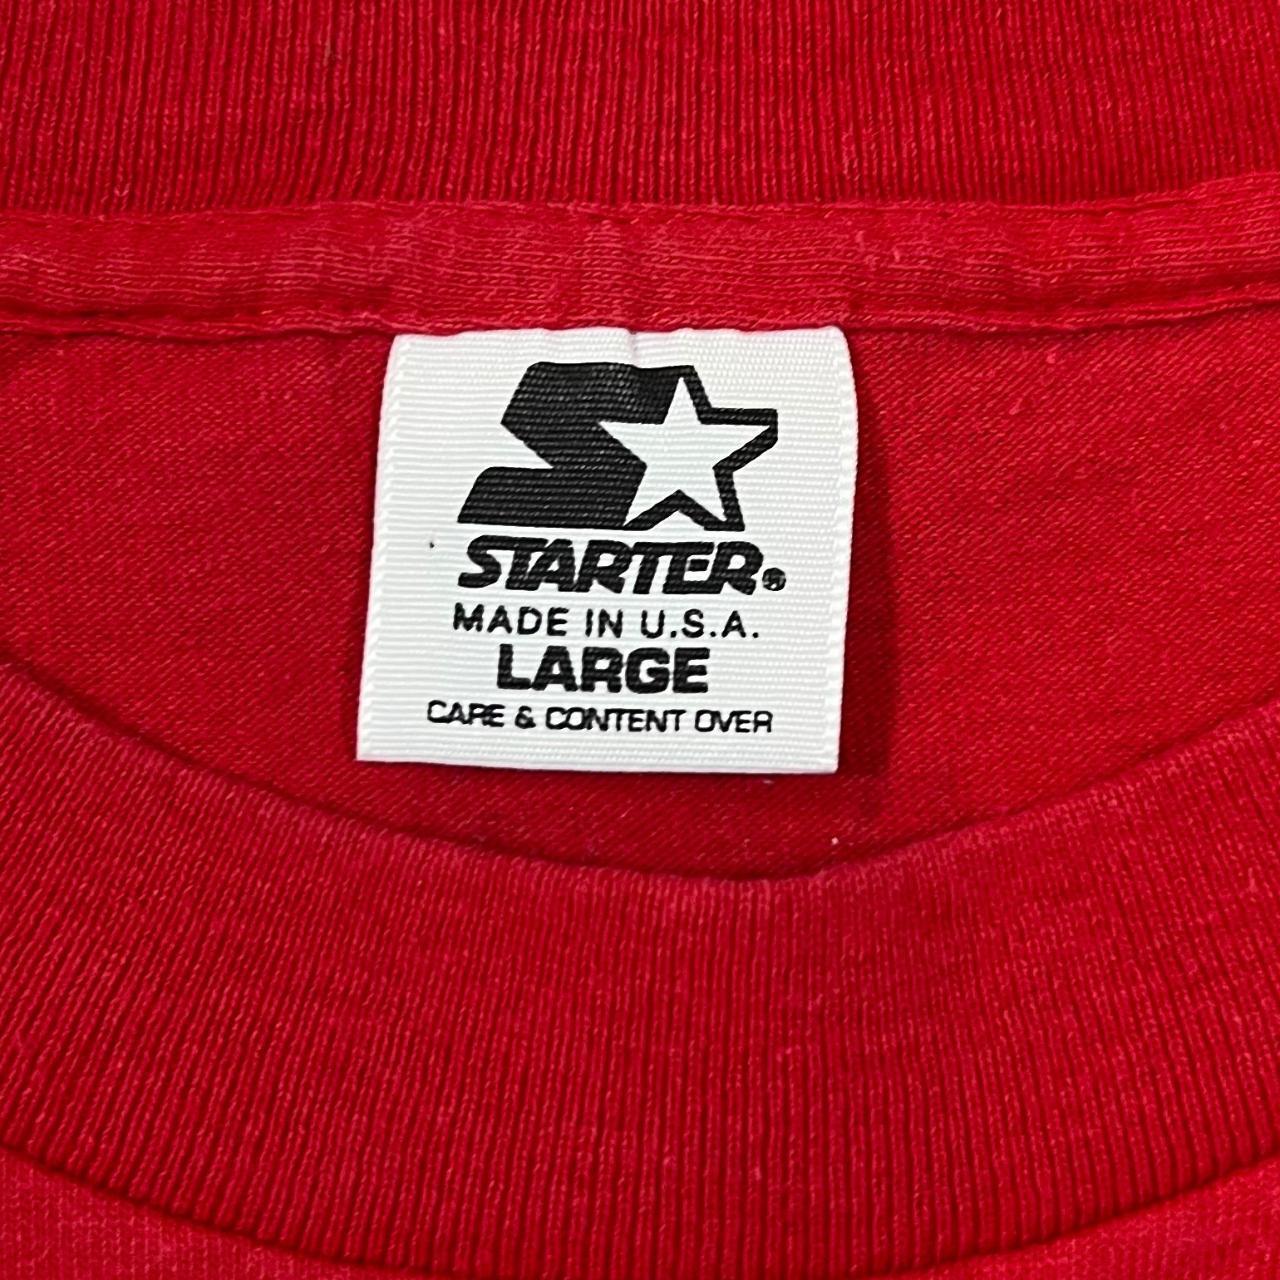 STARTER®
MADE IN U.S.A.
LARGE
CARE & CONTENT OVER